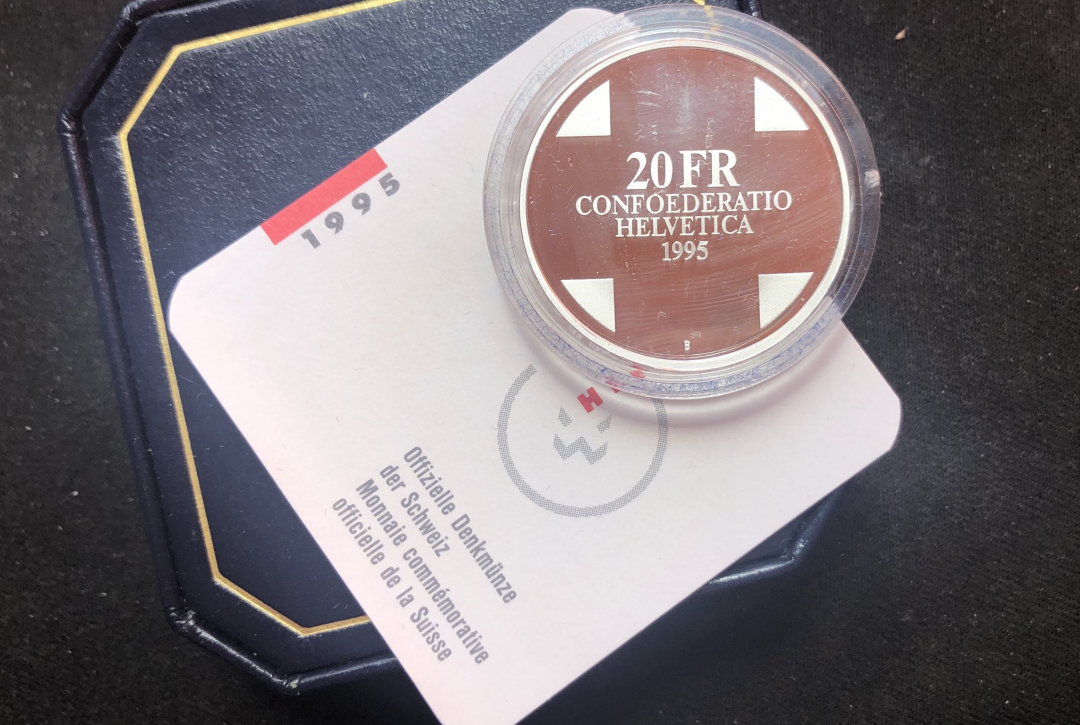 20 FR
CONFOEDERATIO
HELVETICA
1995
B
1995
Offizielle Denkmünze
der Schweiz
Monnaie commémorative
officielle de la Suisse